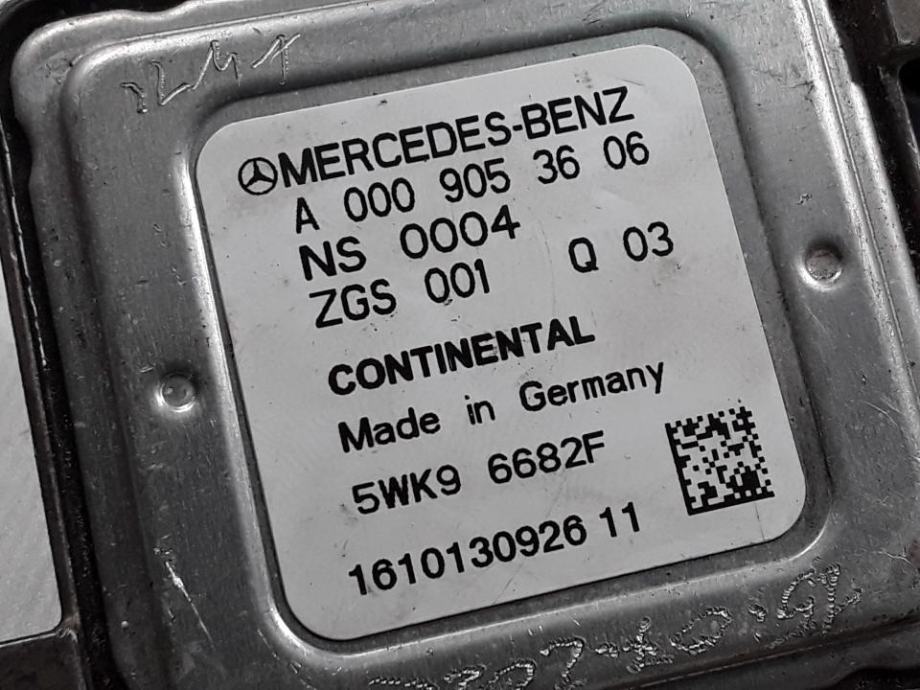 MERCEDES-BENZ
A 000 905 36 06
NS 0004
ZGS 001 Q 03
CONTINENTAL
Made in Germany
5WK9 6682F
1610130926 11